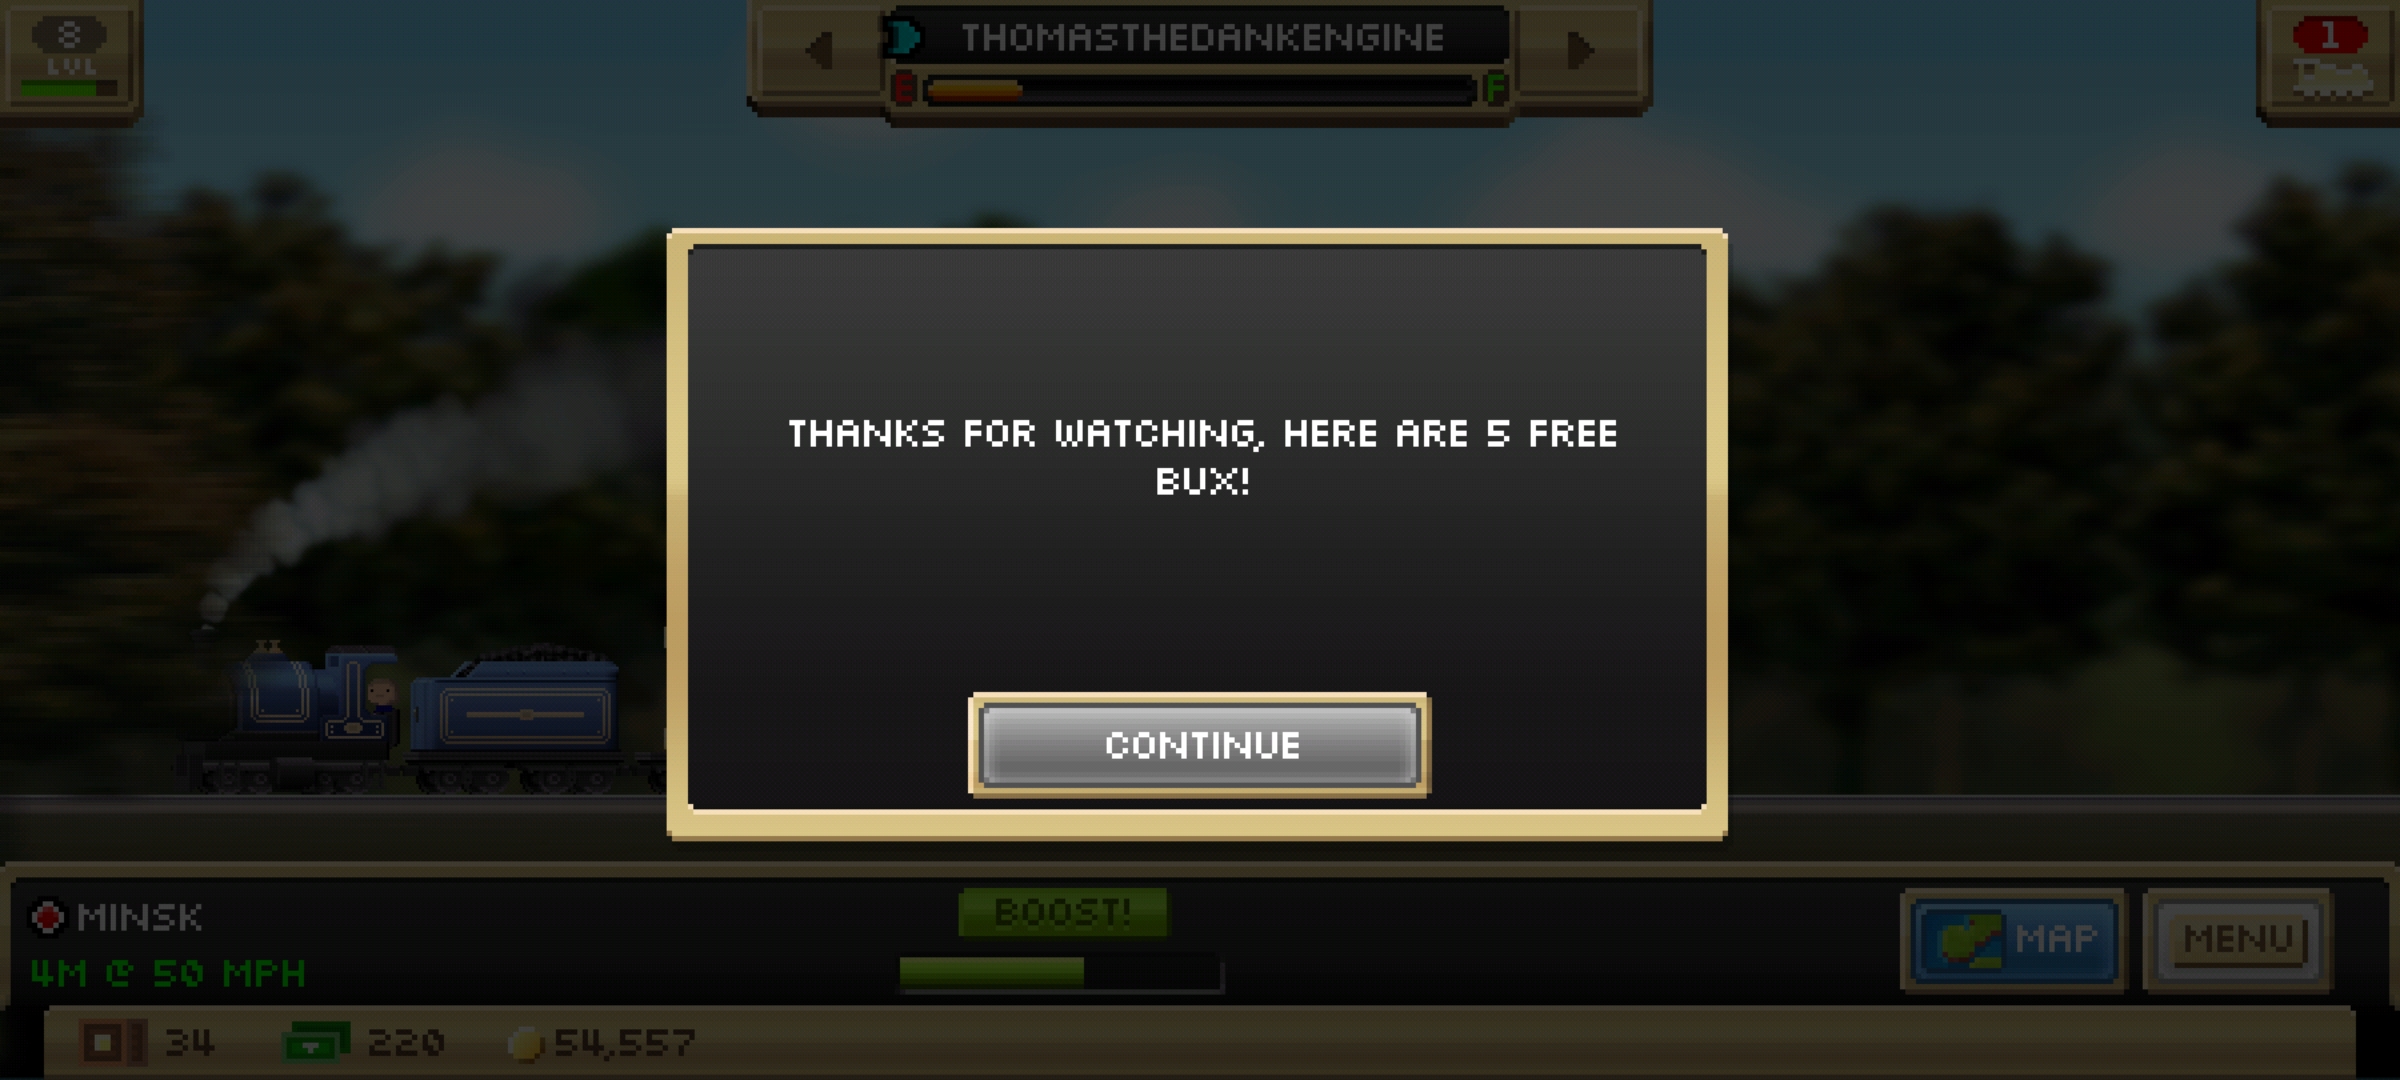 8
LVL
THOMASTHEDANKENGINE
E F
1
THANKS FOR WATCHING, HERE ARE 5 FREE
BUX!
CONTINUE
MINSK
4M @ 50 MPH
BOOST!
MAP
MENU
34 220 54,557